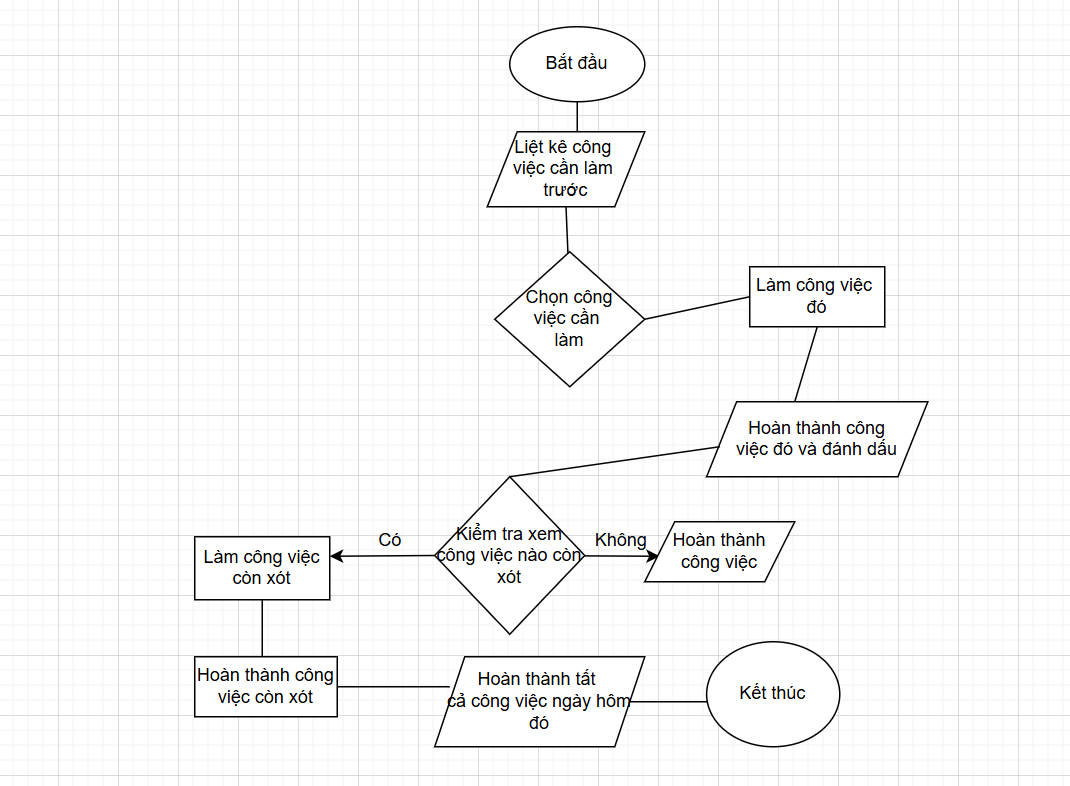 Bắt đầu
Liệt kê công
việc cần làm
trước
Chọn công
việc cần
làm
Làm công việc
đó
Hoàn thành công
việc đó và đánh dấu
Kiểm tra xem
công việc nào còn
xót
Có
Không
Làm công việc
còn xót
Hoàn thành
công việc
Hoàn thành công
việc còn xót
Hoàn thành tất
cả công việc ngày hôm
đó
Kết thúc